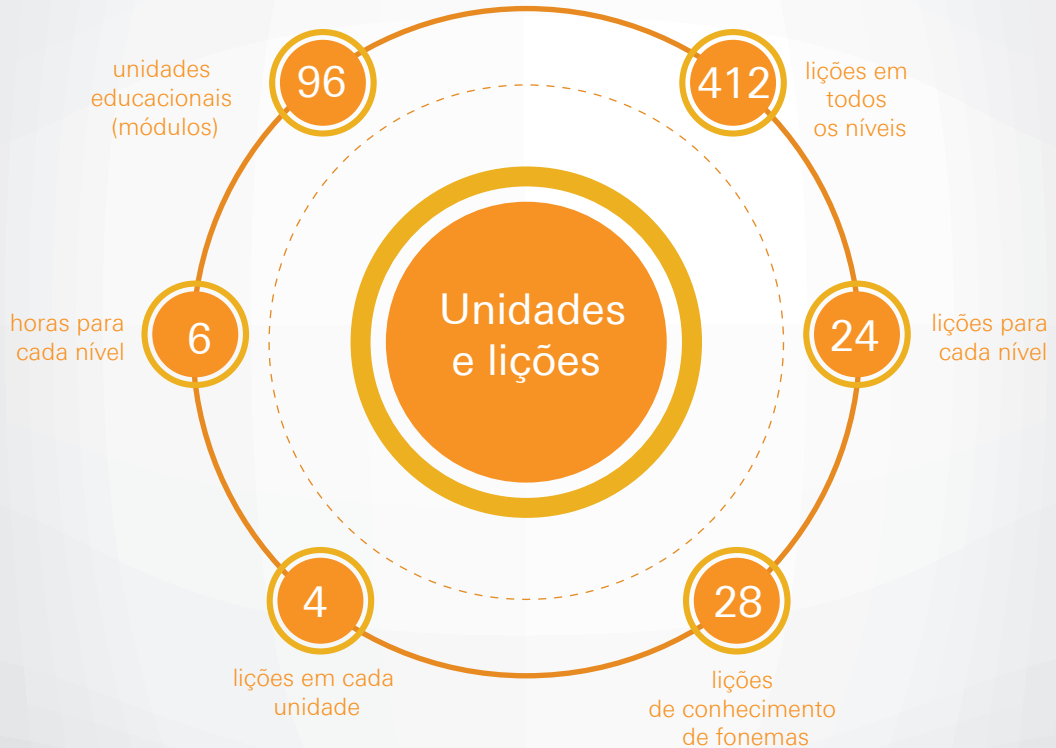 unidades
educacionais
(módulos)
96
412
lições em
todos
os níveis
horas para
cada nível
6
Unidades
e lições
24
lições para
cada nível
4
lições em cada
unidade
28
lições
de conhecimento
de fonemas